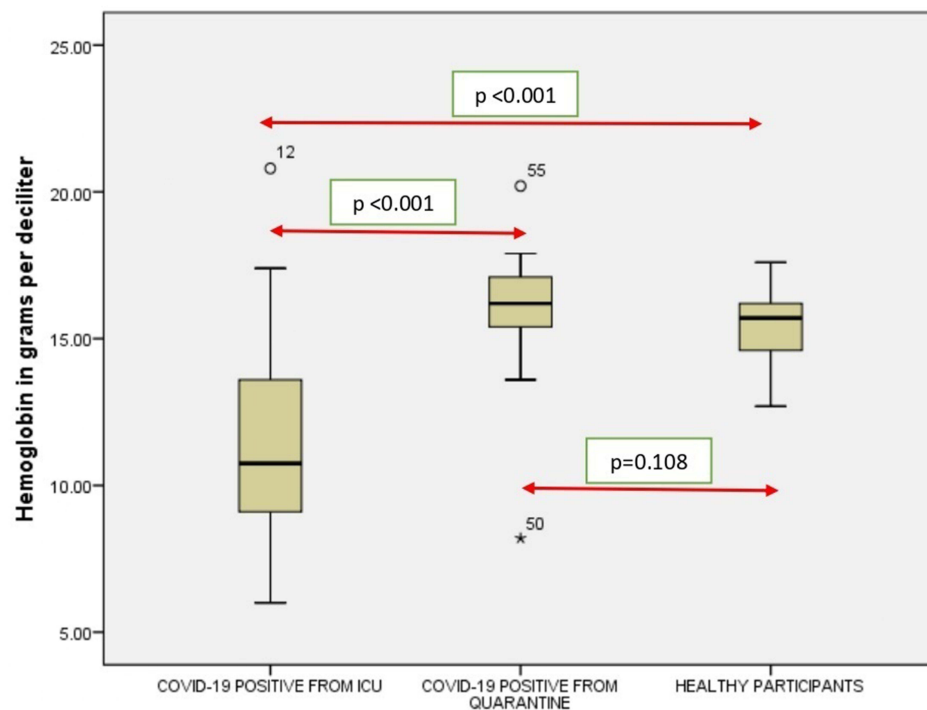 25.00
p <0.001
12
20.00
55
p <0.001
15.00
p=0.108
10.00
50
5.00
Hemoglobin in grams per deciliter
COVID-19 POSITIVE FROM ICU
COVID-19 POSITIVE FROM
QUARANTINE
HEALTHY PARTICIPANTS